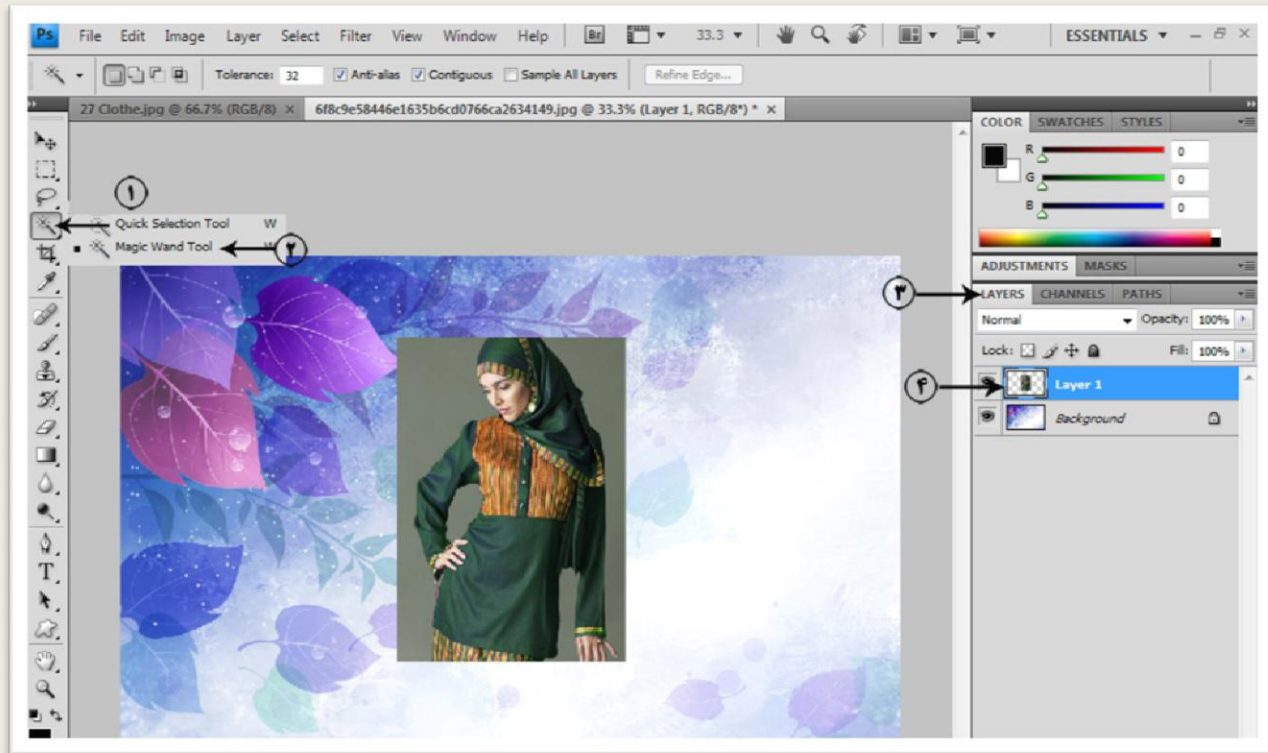 Ps File Edit Image Layer Select Filter View Window Help Br 33.3 ESSENTIALS
Tolerance: 32 Anti-alias Contiguous Sample All Layers Refine Edge...
27 Clothe.jpg @ 66.7% (RGB/8) × 6f8c9e58446e1635b6cd0766ca2634149.jpg @ 33.3% (Layer 1, RGB/8*) * ×
COLOR SWATCHES STYLES
R 0
G 0
B 0
۱
Quick Selection Tool W
Magic Wand Tool
۲
ADJUSTMENTS MASKS
۳
LAYERS CHANNELS PATHS
Normal Opacity: 100%
Lock: Fill: 100%
۴
Layer 1
Background
T